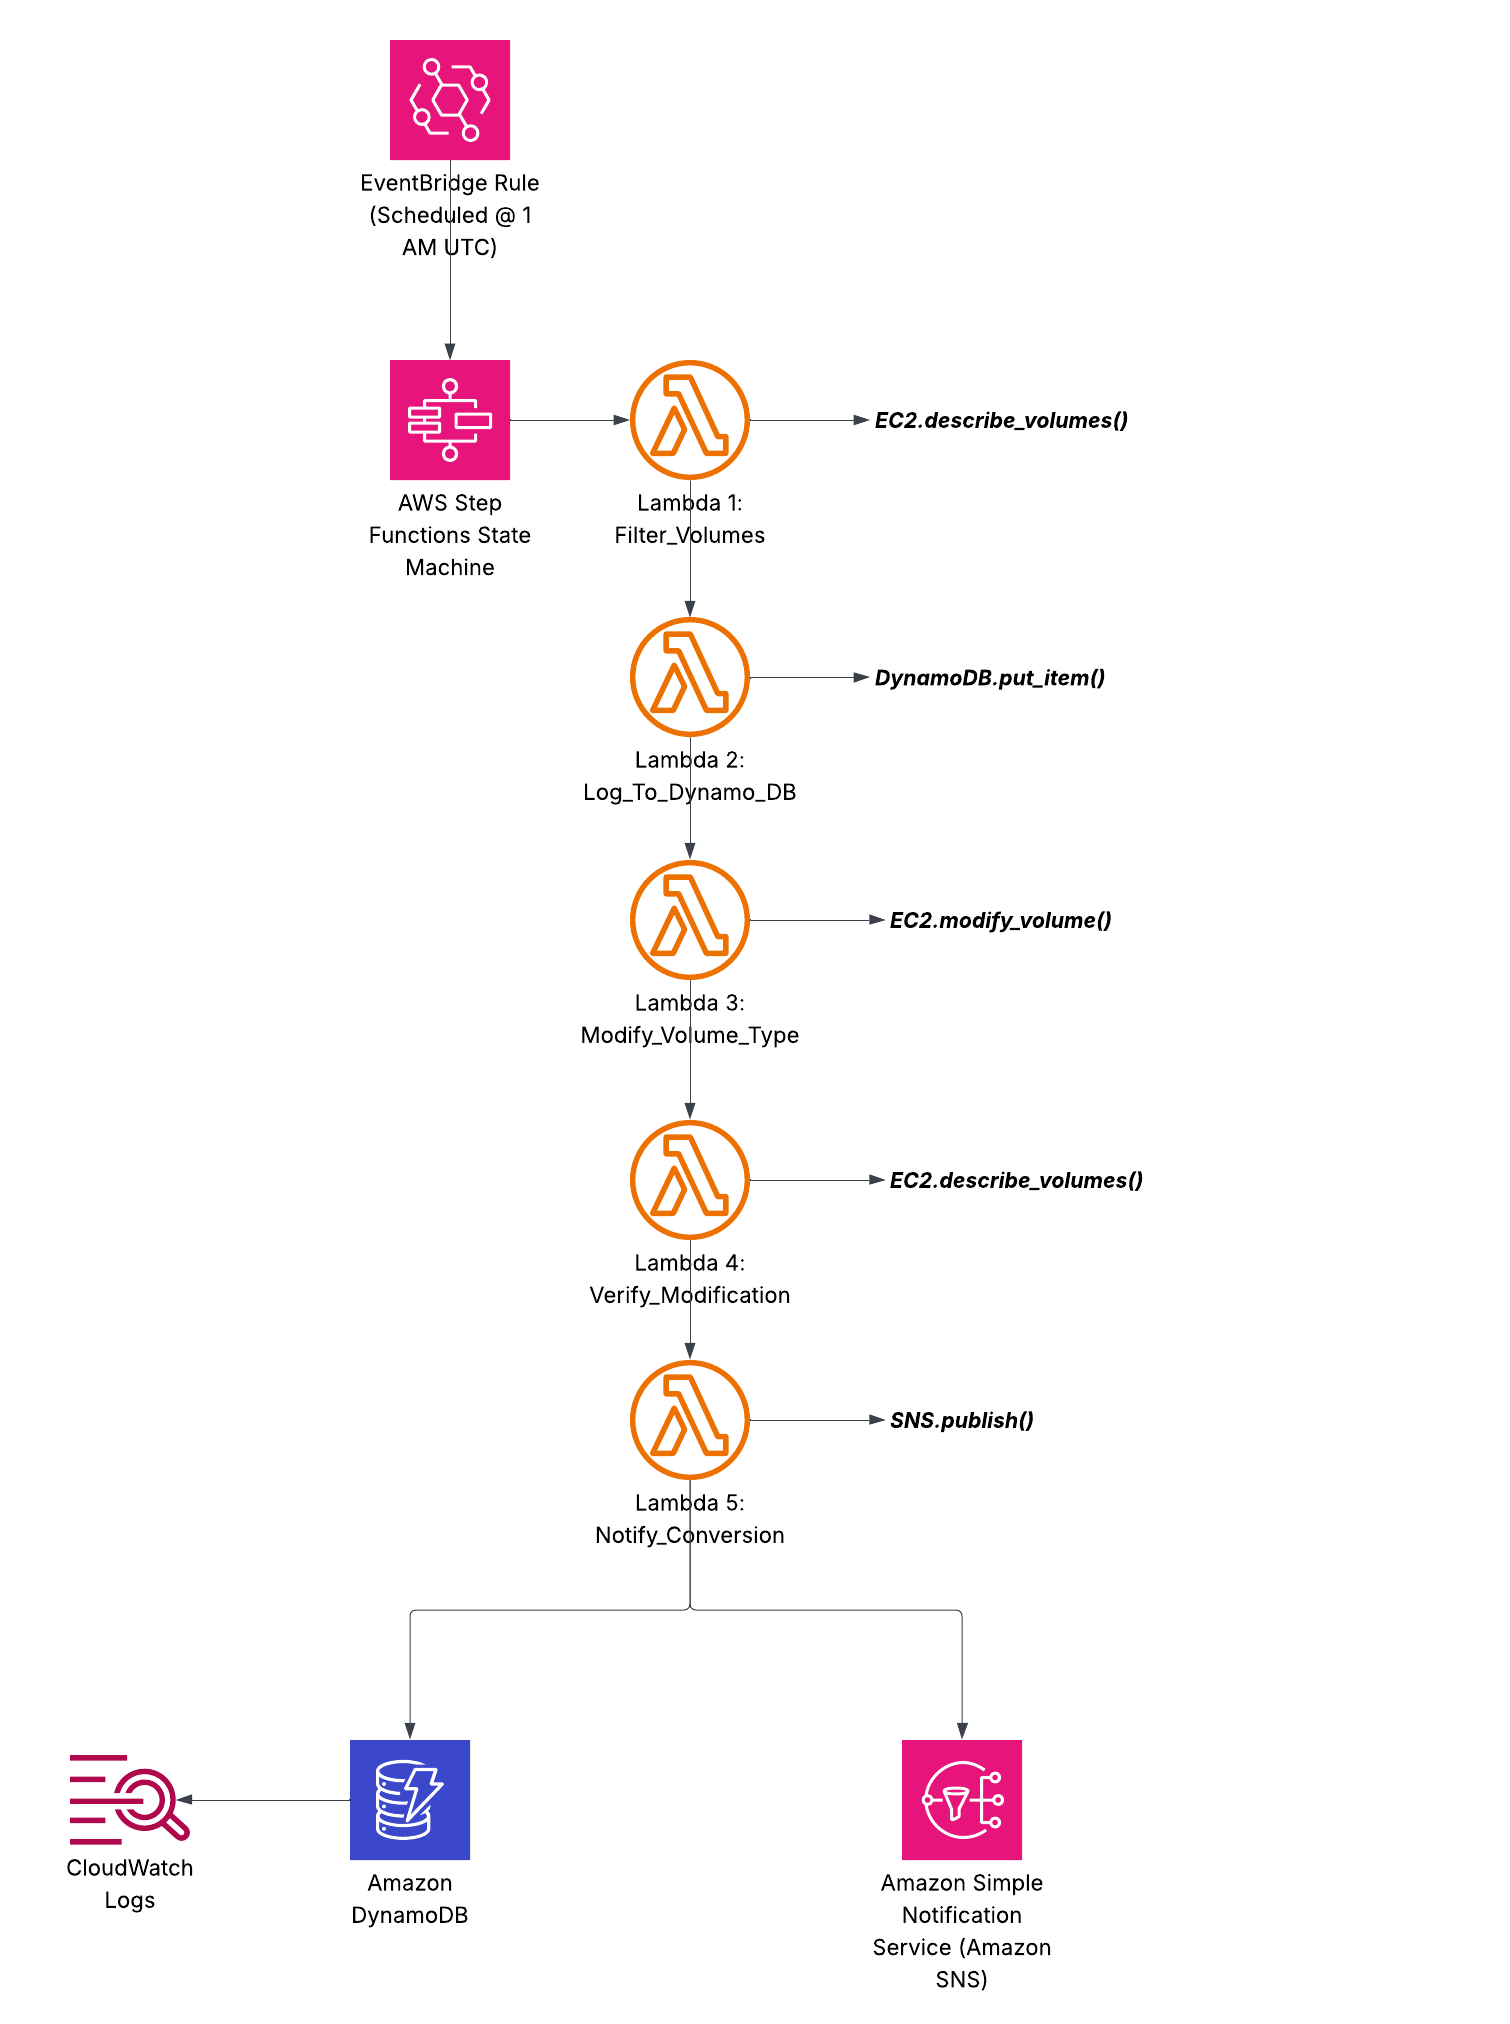 EventBridge Rule
(Scheduled @ 1
AM UTC)
AWS Step
Functions State
Machine
Lambda 1:
Filter_Volumes
EC2.describe_volumes()
Lambda 2:
Log_To_Dynamo_DB
DynamoDB.put_item()
Lambda 3:
Modify_Volume_Type
EC2.modify_volume()
Lambda 4:
Verify_Modification
EC2.describe_volumes()
Lambda 5:
Notify_Conversion
SNS.publish()
CloudWatch
Logs
Amazon
DynamoDB
Amazon Simple
Notification
Service (Amazon
SNS)